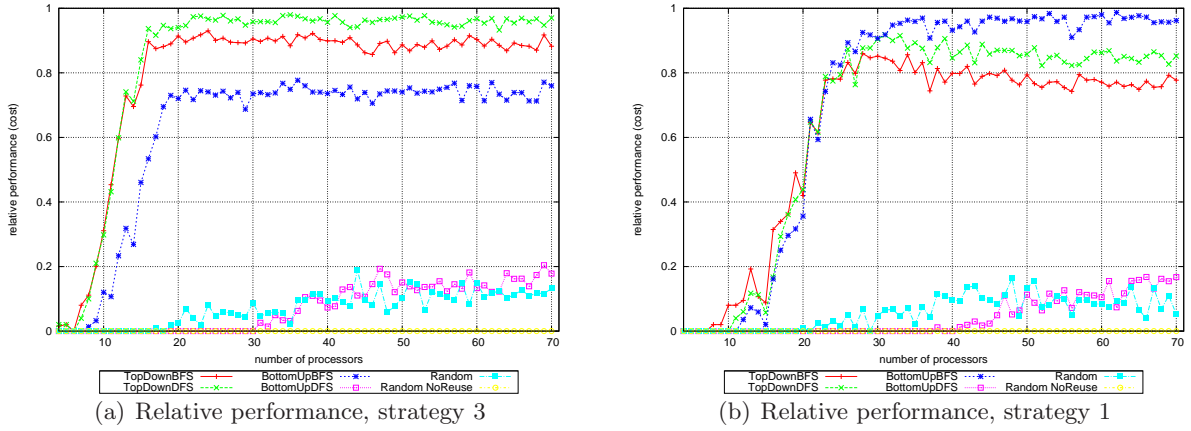 1
0.8
0.6
0.4
0.2
0
10
20
30
40
50
60
70
relative performance (cost)
number of processors
TopDownBFS
TopDownDFS
BottomUpBFS
BottomUpDFS
Random
Random NoReuse
(a) Relative performance, strategy 3
1
0.8
0.6
0.4
0.2
0
10
20
30
40
50
60
70
relative performance (cost)
number of processors
TopDownBFS
TopDownDFS
BottomUpBFS
BottomUpDFS
Random
Random NoReuse
(b) Relative performance, strategy 1